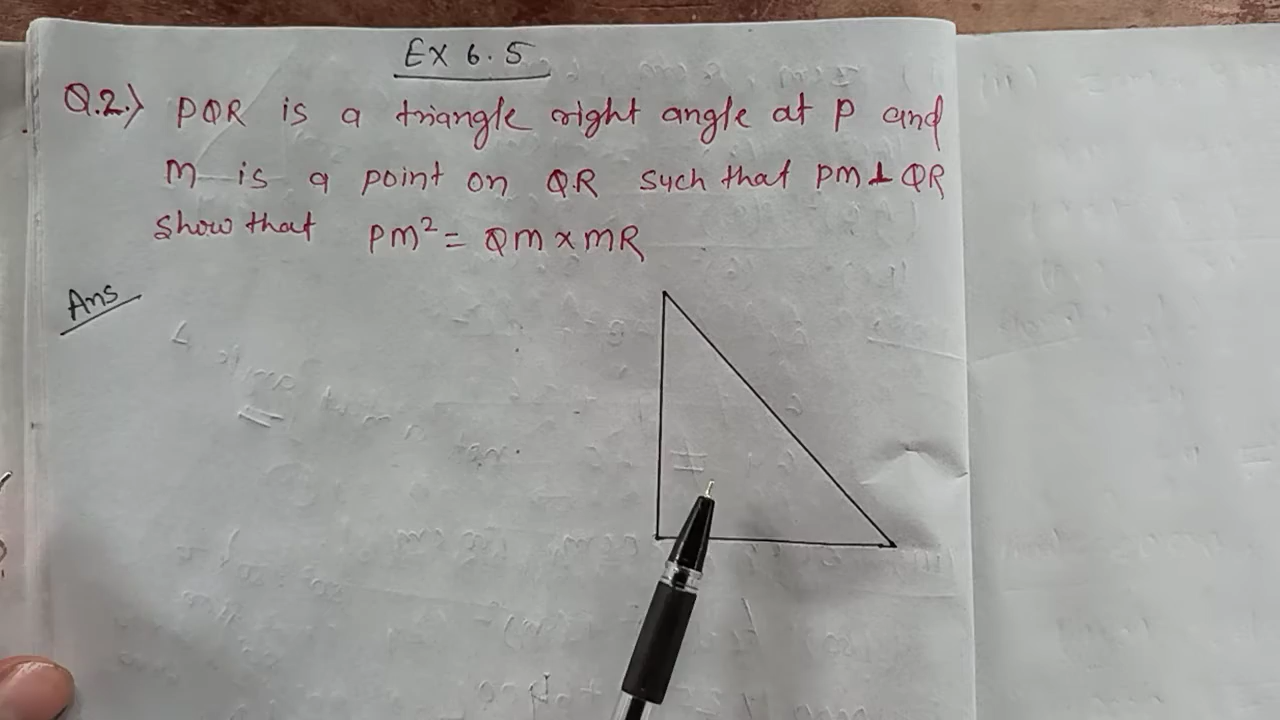 EX 6.5
Q.2.) PQR is a triangle right angle at P and
M is a point on QR such that PM ⊥ QR
Show that PM² = QM × MR
Ans